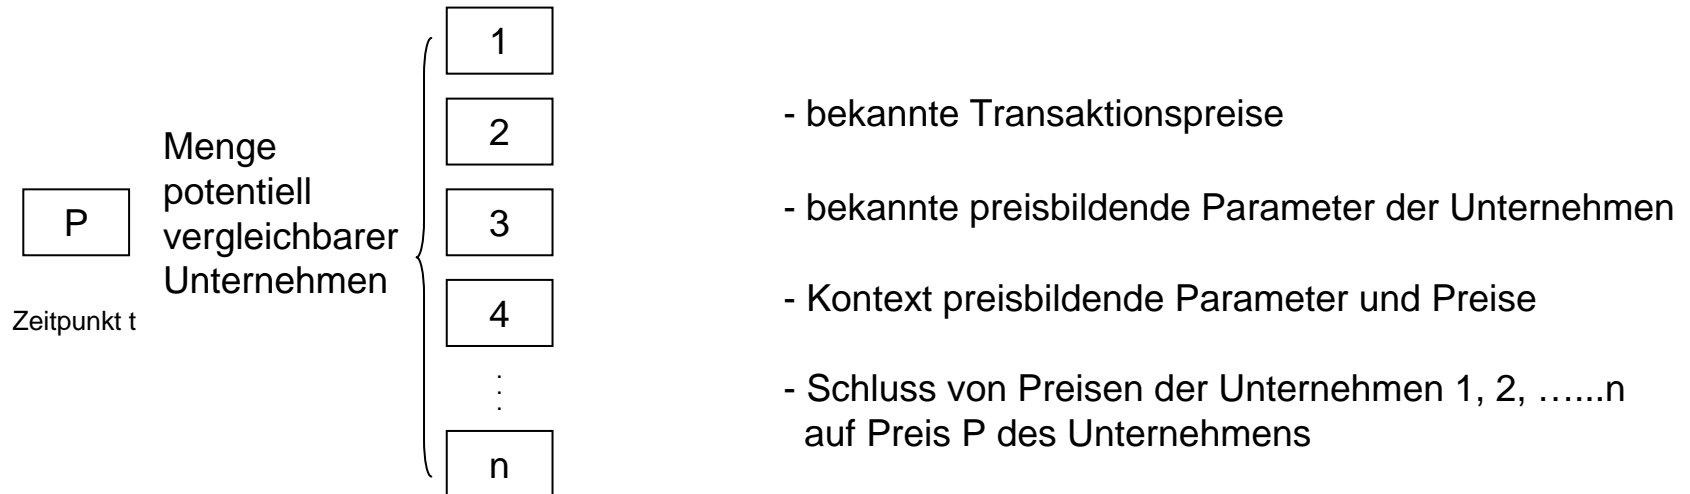 P
Zeitpunkt t
Menge
potentiell
vergleichbarer
Unternehmen
1
2
3
4
.
.
.
n
- bekannte Transaktionspreise
- bekannte preisbildende Parameter der Unternehmen
- Kontext preisbildende Parameter und Preise
- Schluss von Preisen der Unternehmen 1, 2, …...n
auf Preis P des Unternehmens